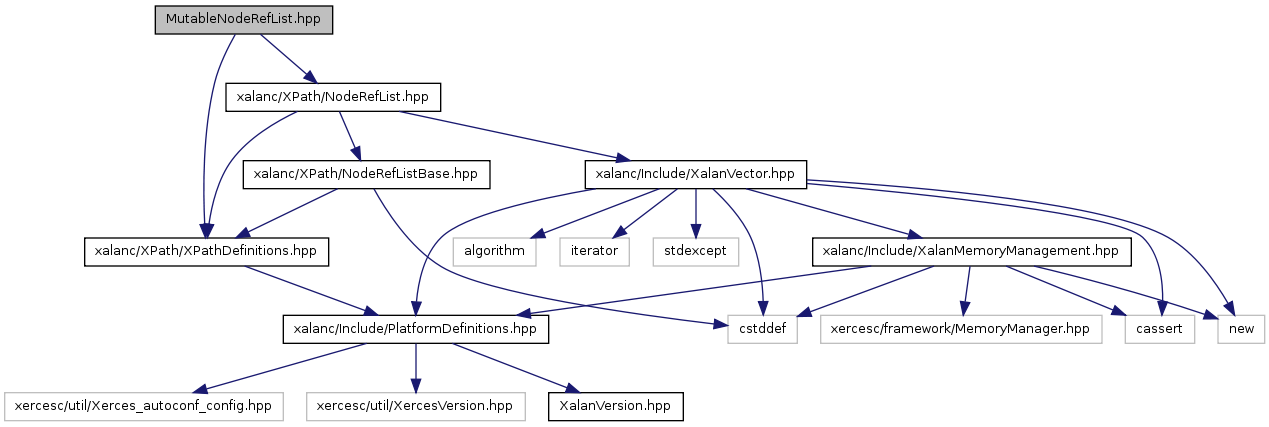 MutableNodeRefList.hpp
xalanc/XPath/NodeRefList.hpp
xalanc/XPath/NodeRefListBase.hpp
xalanc/Include/XalanVector.hpp
xalanc/XPath/XPathDefinitions.hpp
algorithm
iterator
stdexcept
xalanc/Include/XalanMemoryManagement.hpp
xalanc/Include/PlatformDefinitions.hpp
cstddef
xercesc/framework/MemoryManager.hpp
cassert
new
xercesc/util/Xerces_autoconf_config.hpp
xercesc/util/XercesVersion.hpp
XalanVersion.hpp